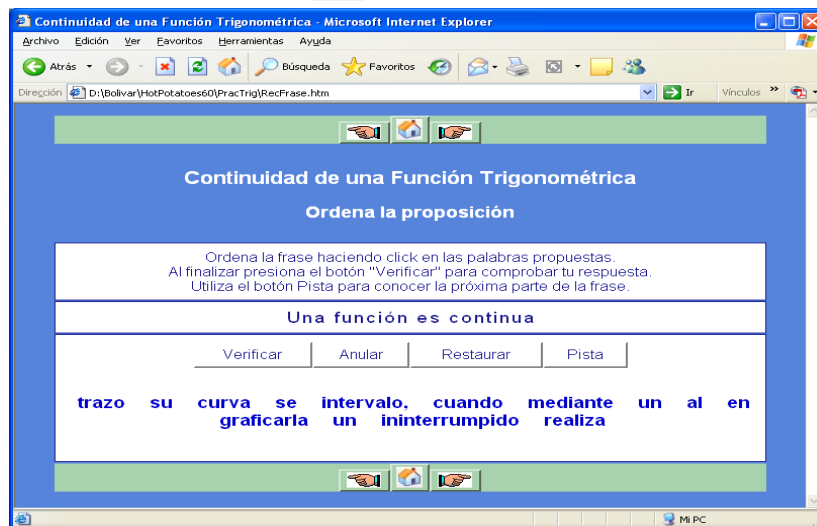 Continuidad de una Función Trigonométrica - Microsoft Internet Explorer
Archivo Edición Ver Favoritos Herramientas Ayuda
Atrás Búsqueda Favoritos
Dirección D:\Bolivar\HotPotatoes60\PracTrig\RecFrase.htm Ir Vínculos »
Continuidad de una Función Trigonométrica
Ordena la proposición
Ordena la frase haciendo click en las palabras propuestas.
Al finalizar presiona el botón "Verificar" para comprobar tu respuesta.
Utiliza el botón Pista para conocer la próxima parte de la frase.
Una función es continua
Verificar Anular Restaurar Pista
trazo su curva se intervalo, cuando mediante un al en
graficarla un ininterrumpido realiza
Mi PC